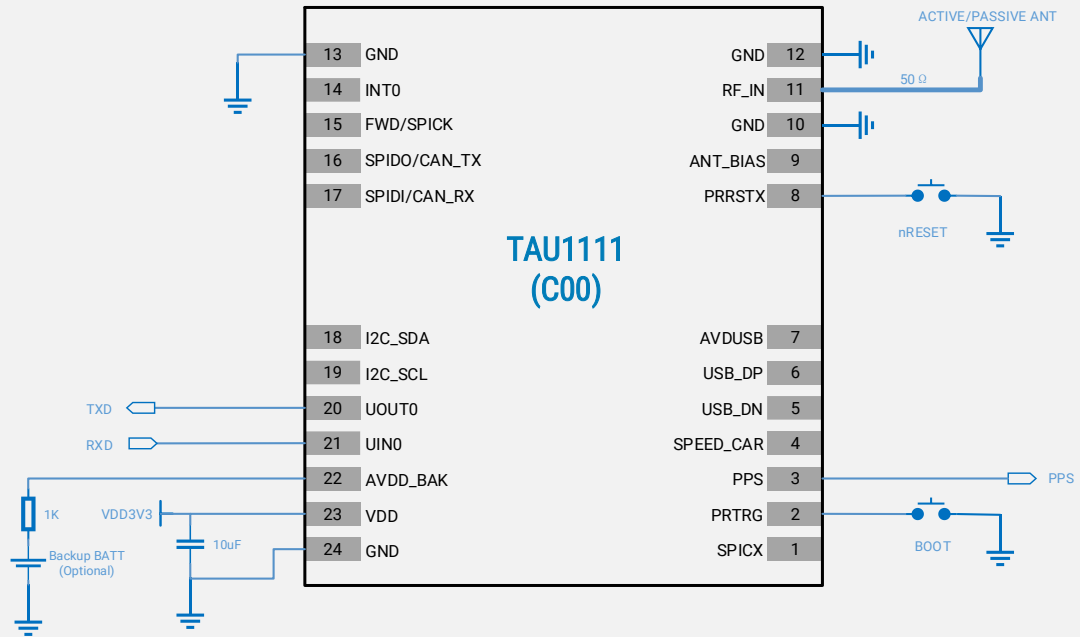 ACTIVE/PASSIVE ANT
13 GND
GND 12
14 INT0
RF_IN 11
50 Ω
15 FWD/SPICK
GND 10
16 SPIDO/CAN_TX
ANT_BIAS 9
17 SPIDI/CAN_RX
PRRSTX 8
nRESET
TAU1111
(C00)
18 I2C_SDA
AVDUSB 7
19 I2C_SCL
USB_DP 6
TXD
20 UOUT0
USB_DN 5
RXD
21 UIN0
SPEED_CAR 4
22 AVDD_BAK
PPS 3
PPS
1K
VDD3V3
23 VDD
PRTRG 2
BOOT
10uF
24 GND
SPICX 1
Backup BATT
(Optional)